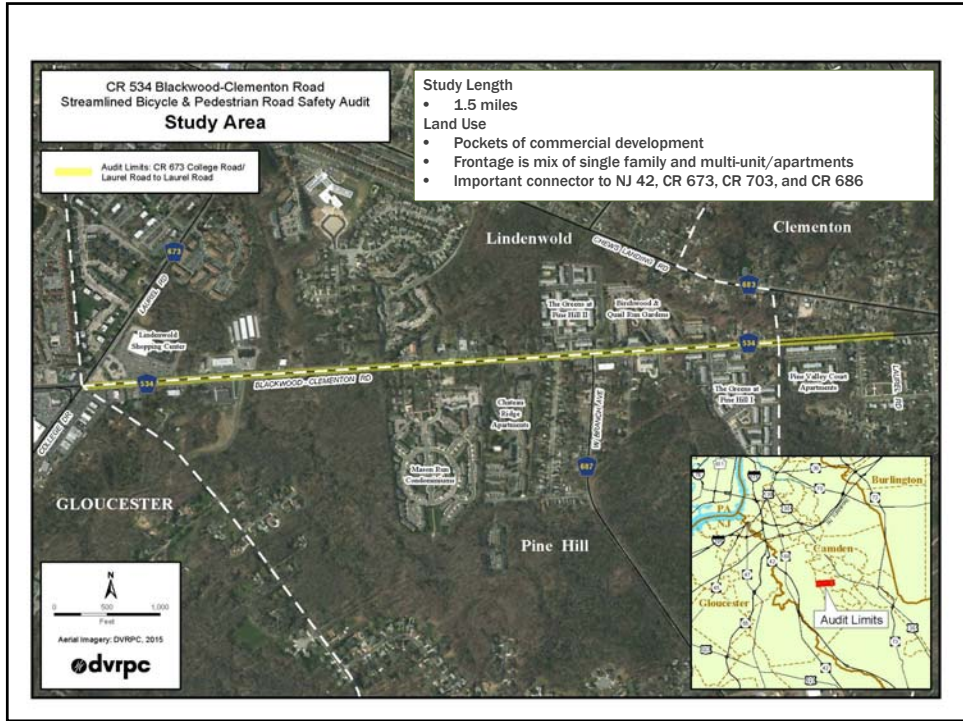 CR 534 Blackwood-Clementon Road
Streamlined Bicycle & Pedestrian Road Safety Audit
Study Area
Audit Limits: CR 673 College Road/
Laurel Road to Laurel Road
Study Length
• 1.5 miles
Land Use
• Pockets of commercial development
• Frontage is mix of single family and multi-unit/apartments
• Important connector to NJ 42, CR 673, CR 703, and CR 686
Lindenwold
Clementon
CHEWS LANDING RD
673
LAUREL RD
683
The Greens at
Pine Hill II
Birchwood &
Quail Run Gardens
Lindenwold
Shopping Center
534
534
BLACKWOOD - CLEMENTON RD
COLLEGE DR
Pine Valley Court
Apartments
LAUREL RD
The Greens at
Pine Hill I
W BRANCH AVE
Chateau
Ridge
Apartments
Mason Run
Condominiums
687
GLOUCESTER
Pine Hill
N
0 500 1,000
Feet
Aerial Imagery: DVRPC, 2015
dvrpc
Burlington
PA
NJ
Camden
Gloucester
Audit Limits